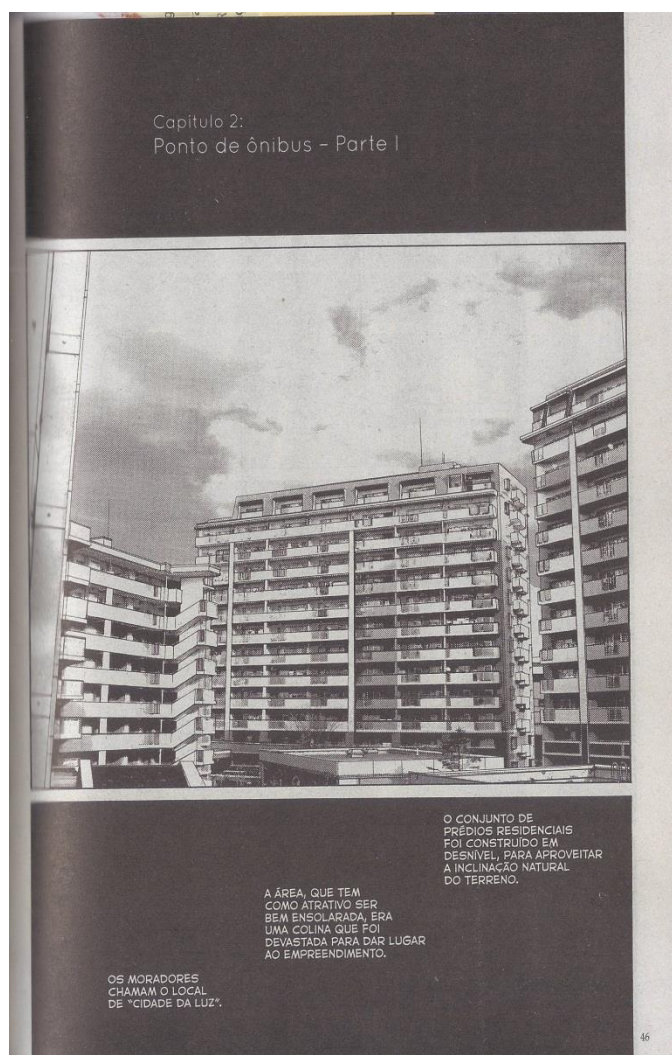 Capítulo 2:
Ponto de ônibus – Parte I
O CONJUNTO DE
PRÉDIOS RESIDENCIAIS
FOI CONSTRUÍDO EM
DESNÍVEL, PARA APROVEITAR
A INCLINAÇÃO NATURAL
DO TERRENO.
A ÁREA, QUE TEM
COMO ATRATIVO SER
BEM ENSOLARADA, ERA
UMA COLINA QUE FOI
DEVASTADA PARA DAR LUGAR
AO EMPREENDIMENTO.
OS MORADORES
CHAMAM O LOCAL
DE “CIDADE DA LUZ”.
46